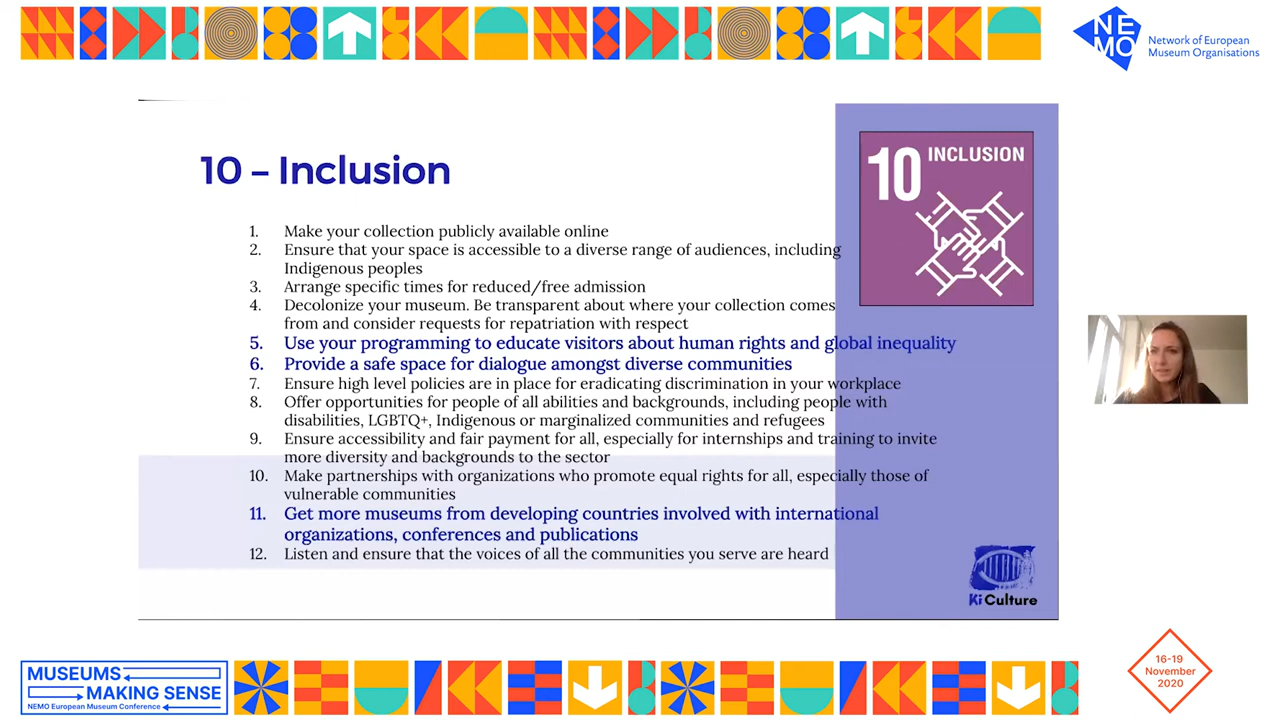 NE
MO
Network of European
Museum Organisations
10 – Inclusion
10 INCLUSION
1. Make your collection publicly available online
2. Ensure that your space is accessible to a diverse range of audiences, including
Indigenous peoples
3. Arrange specific times for reduced/free admission
4. Decolonize your museum. Be transparent about where your collection comes
from and consider requests for repatriation with respect
5. Use your programming to educate visitors about human rights and global inequality
6. Provide a safe space for dialogue amongst diverse communities
7. Ensure high level policies are in place for eradicating discrimination in your workplace
8. Offer opportunities for people of all abilities and backgrounds, including people with
disabilities, LGBTQ+, Indigenous or marginalized communities and refugees
9. Ensure accessibility and fair payment for all, especially for internships and training to invite
more diversity and backgrounds to the sector
10. Make partnerships with organizations who promote equal rights for all, especially those of
vulnerable communities
11. Get more museums from developing countries involved with international
organizations, conferences and publications
12. Listen and ensure that the voices of all the communities you serve are heard
Ki Culture
MUSEUMS
MAKING SENSE
NEMO European Museum Conference
16-19
November
2020